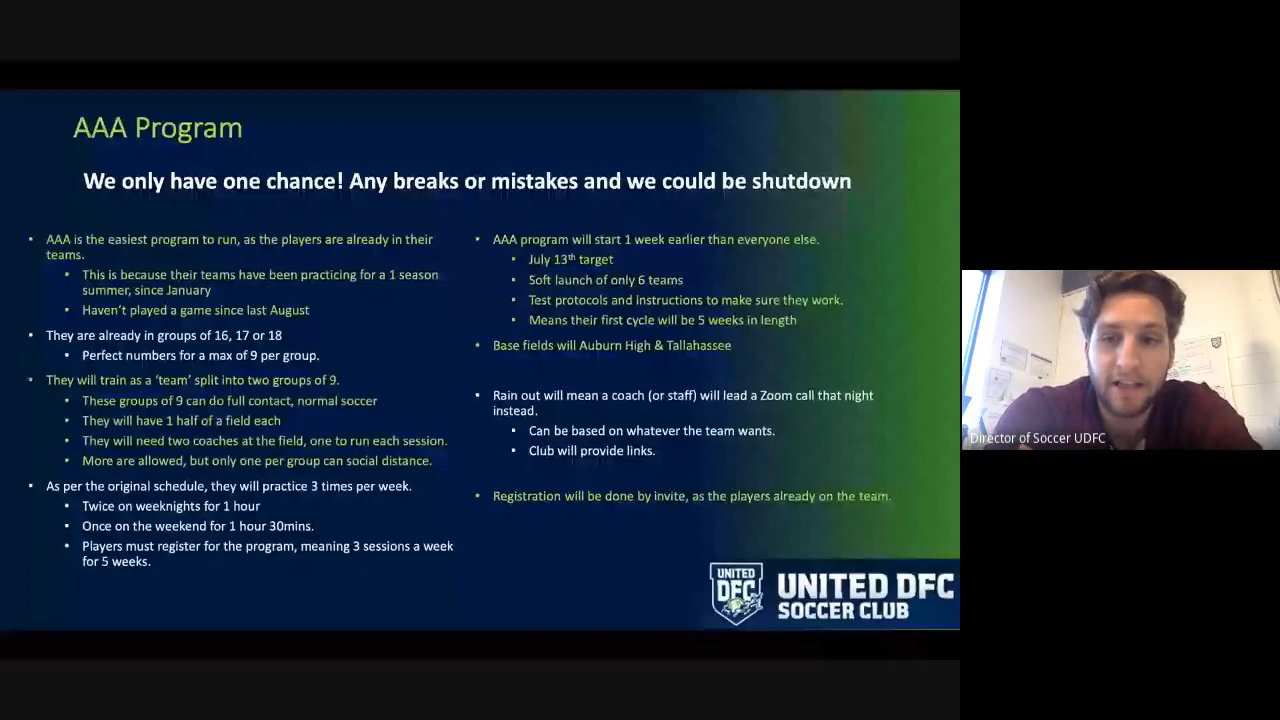 AAA Program
We only have one chance! Any breaks or mistakes and we could be shutdown
AAA is the easiest program to run, as the players are already in their
teams.
This is because their teams have been practicing for a 1 season
summer, since January
Haven't played a game since last August
They are already in groups of 16, 17 or 18
Perfect numbers for a max of 9 per group.
They will train as a 'team' split into two groups of 9.
These groups of 9 can do full contact, normal soccer
They will have 1 half of a field each
They will need two coaches at the field, one to run each session.
More are allowed, but only one per group can social distance.
As per the original schedule, they will practice 3 times per week.
Twice on weeknights for 1 hour
Once on the weekend for 1 hour 30mins.
Players must register for the program, meaning 3 sessions a week
for 5 weeks.
AAA program will start 1 week earlier than everyone else.
July 13th target
Soft launch of only 6 teams
Test protocols and instructions to make sure they work.
Means their first cycle will be 5 weeks in length
Base fields will Auburn High & Tallahassee
Rain out will mean a coach (or staff) will lead a Zoom call that night
instead.
Can be based on whatever the team wants.
Club will provide links.
Registration will be done by invite, as the players already on the team.
UNITED
DFC
UNITED DFC
SOCCER CLUB
Director of Soccer UDFC